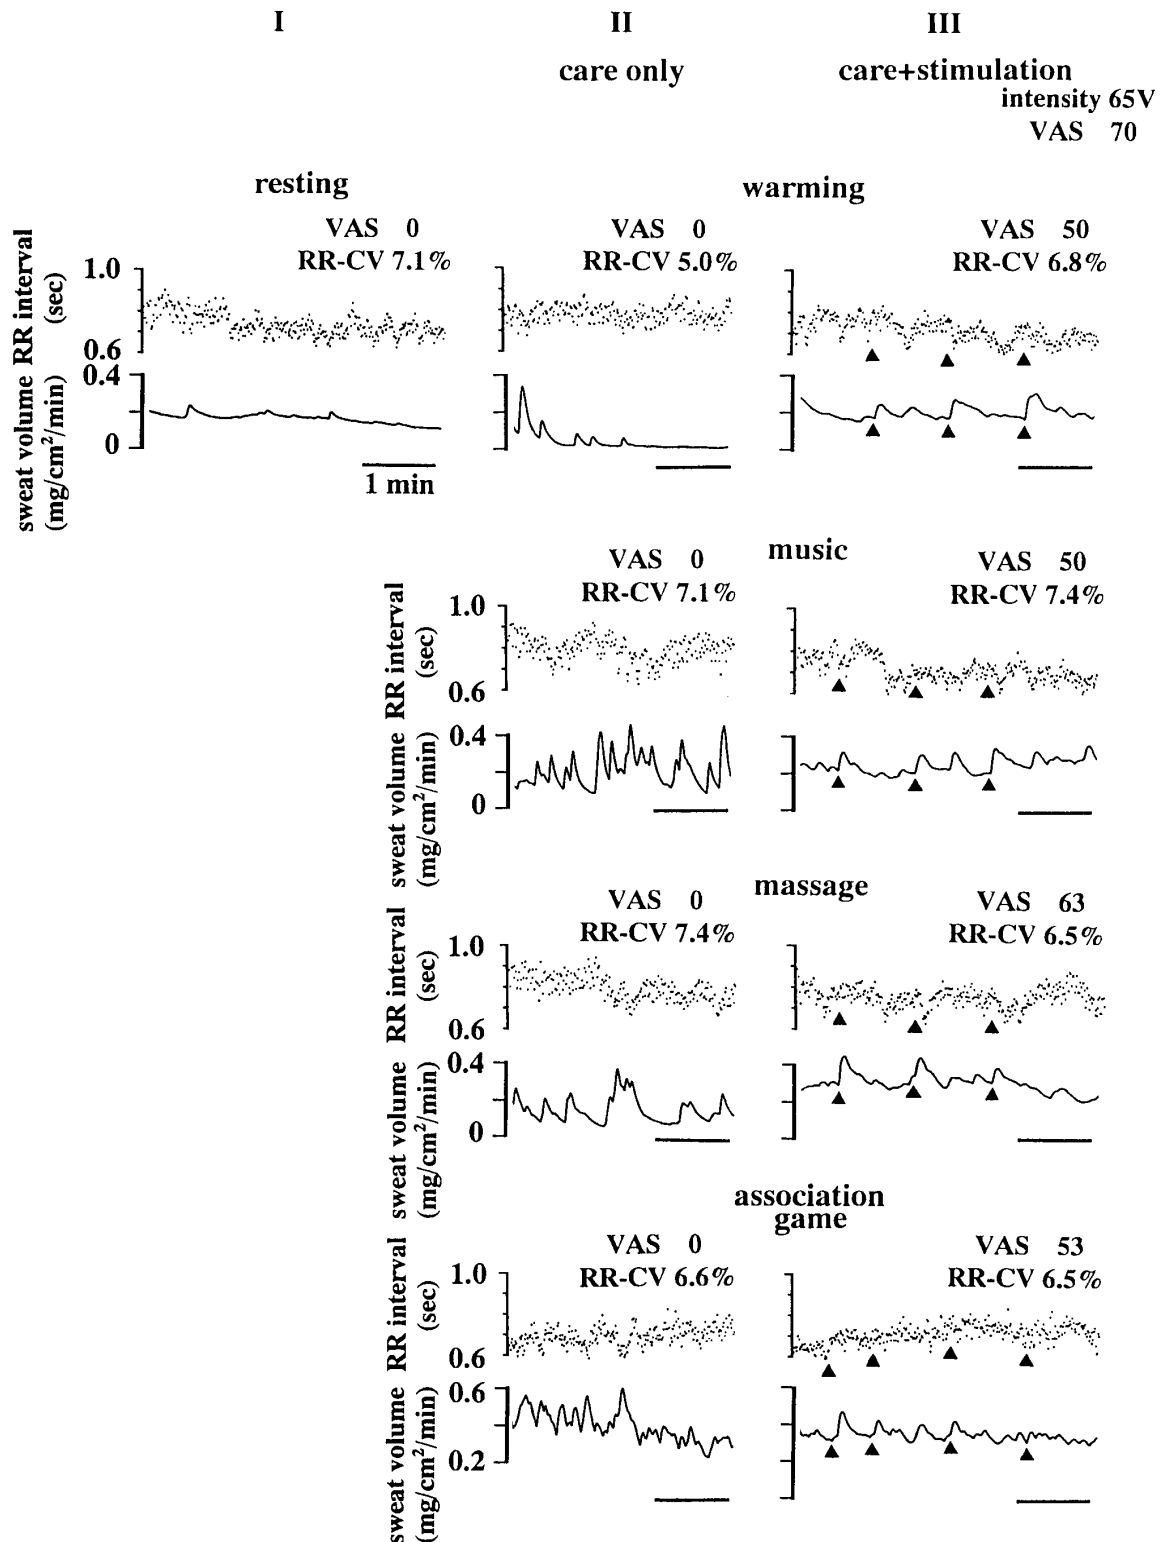 I II III
care only care+stimulation
intensity 65V
VAS 70
resting warming
VAS 0 VAS 0 VAS 50
RR-CV 7.1% RR-CV 5.0% RR-CV 6.8%
RR interval
(sec)
1.0
0.6
sweat volume
(mg/cm²/min)
0.4
0
1 min
music
VAS 0 VAS 50
RR-CV 7.1% RR-CV 7.4%
RR interval
(sec)
1.0
0.6
sweat volume
(mg/cm²/min)
0.4
0
massage
VAS 0 VAS 63
RR-CV 7.4% RR-CV 6.5%
RR interval
(sec)
1.0
0.6
sweat volume
(mg/cm²/min)
0.4
0
association
game
VAS 0 VAS 53
RR-CV 6.6% RR-CV 6.5%
RR interval
(sec)
1.0
0.6
sweat volume
(mg/cm²/min)
0.6
0.2